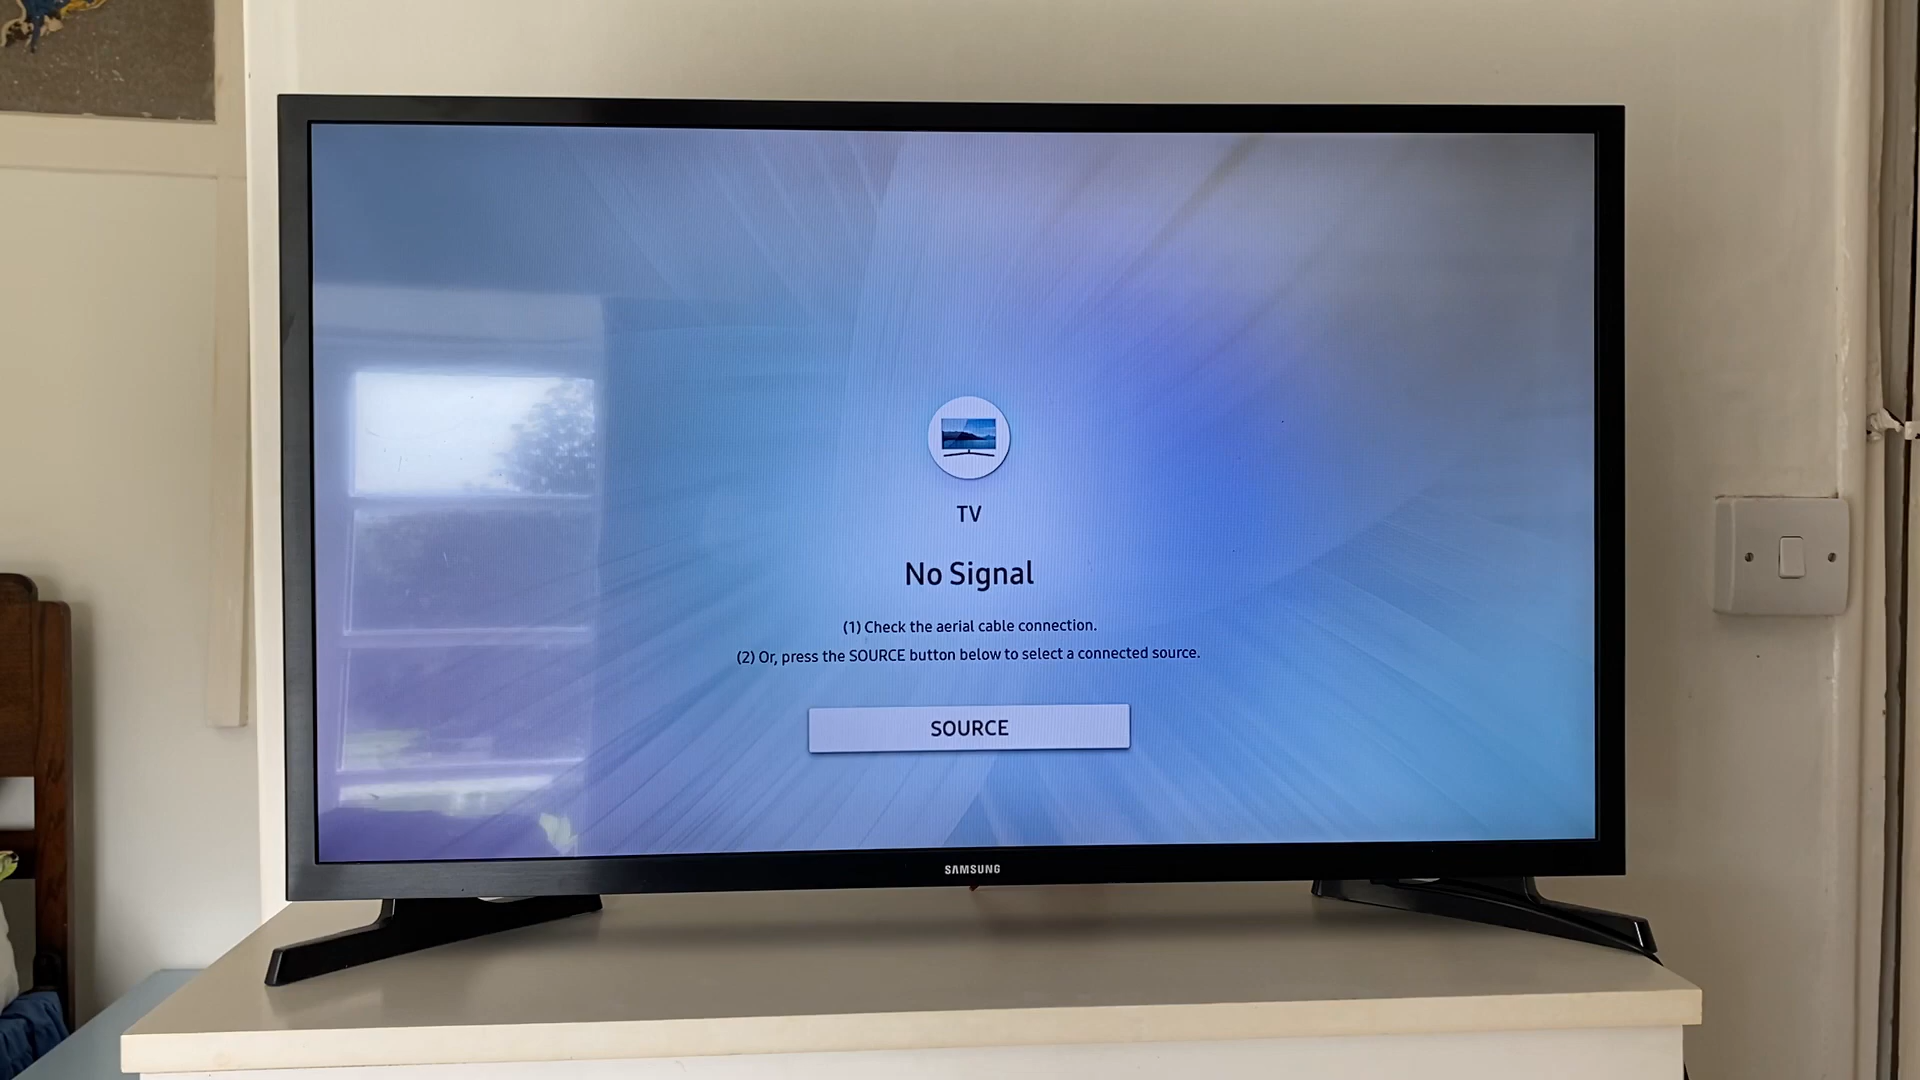 TV
No Signal
(1) Check the aerial cable connection.
(2) Or, press the SOURCE button below to select a connected source.
SOURCE
SAMSUNG